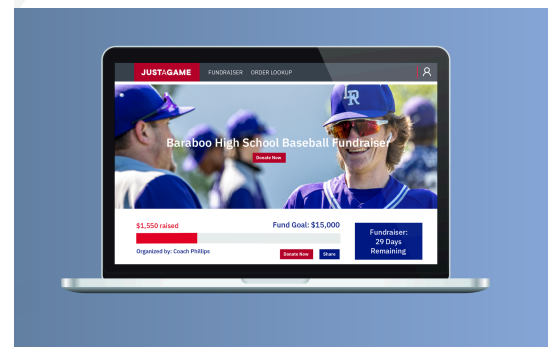 JUSTAGAME FUNDRAISER ORDER LOOKUP
LR
Baraboo High School Baseball Fundraiser
Donate Now
$1,550 raised
Fund Goal: $15,000
Organized by: Coach Phillips
Donate Now
Share
Fundraiser:
29 Days
Remaining